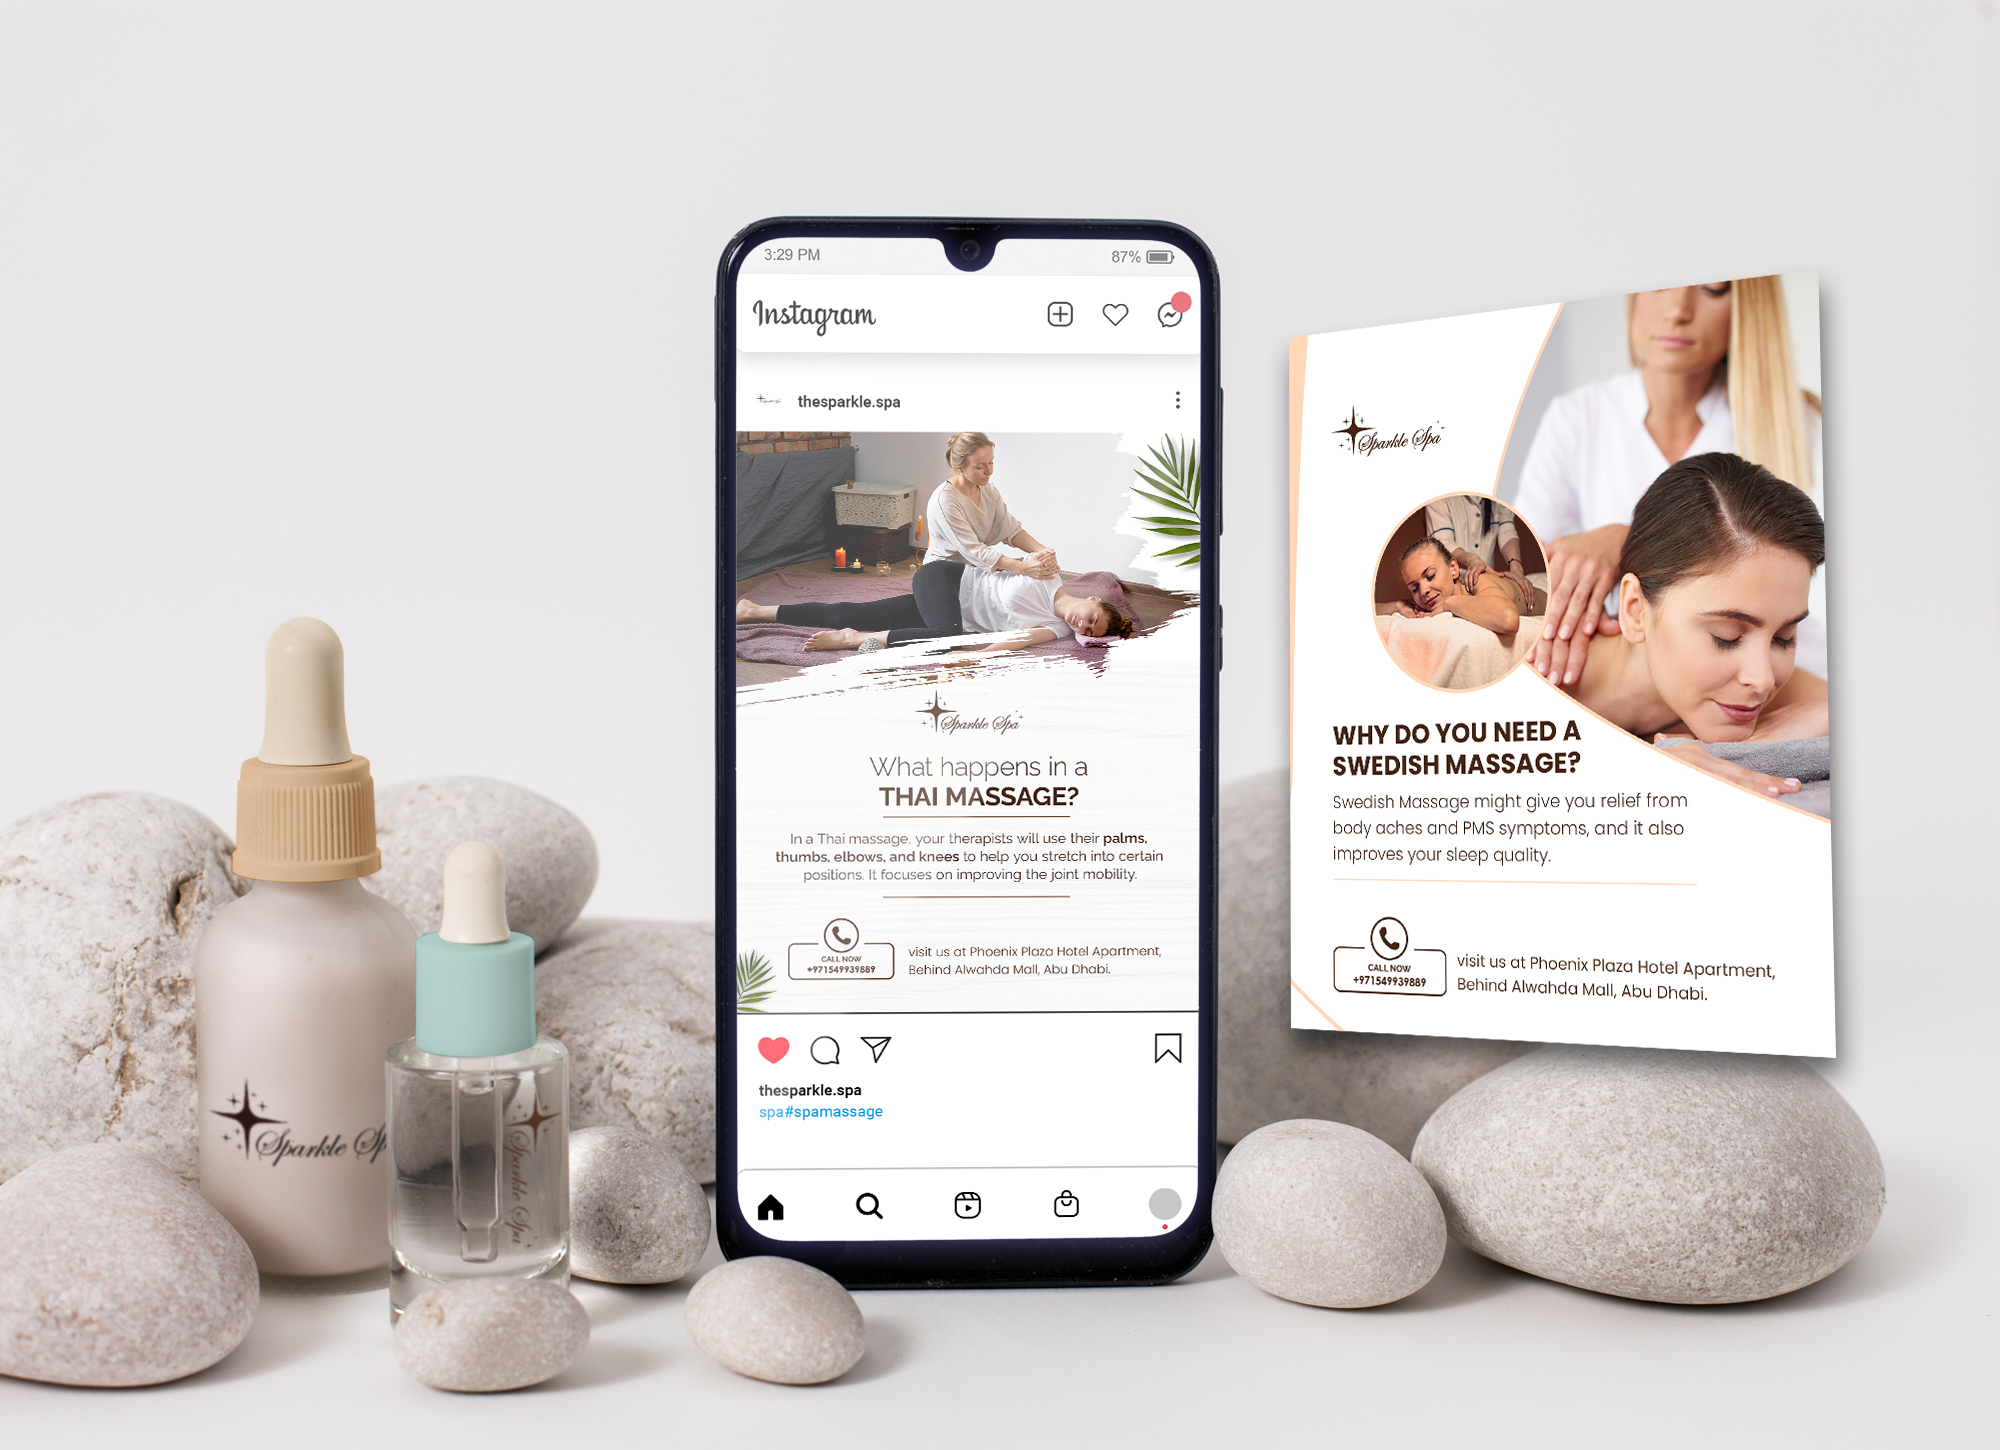 3:29 PM
87%
Instagram
thesparkle.spa
Sparkle Spa
What happens in a
THAI MASSAGE?
In a Thai massage, your therapists will use their palms,
thumbs, elbows, and knees to help you stretch into certain
positions. It focuses on improving the joint mobility.
CALL NOW
+971549939889
visit us at Phoenix Plaza Hotel Apartment,
Behind Alwahda Mall, Abu Dhabi.
thesparkle.spa
spa#spamassage
Sparkle Spa
WHY DO YOU NEED A
SWEDISH MASSAGE?
Swedish Massage might give you relief from
body aches and PMS symptoms, and it also
improves your sleep quality.
CALL NOW
+971549939889
visit us at Phoenix Plaza Hotel Apartment,
Behind Alwahda Mall, Abu Dhabi.
Sparkle Sp
Sparkle Spa